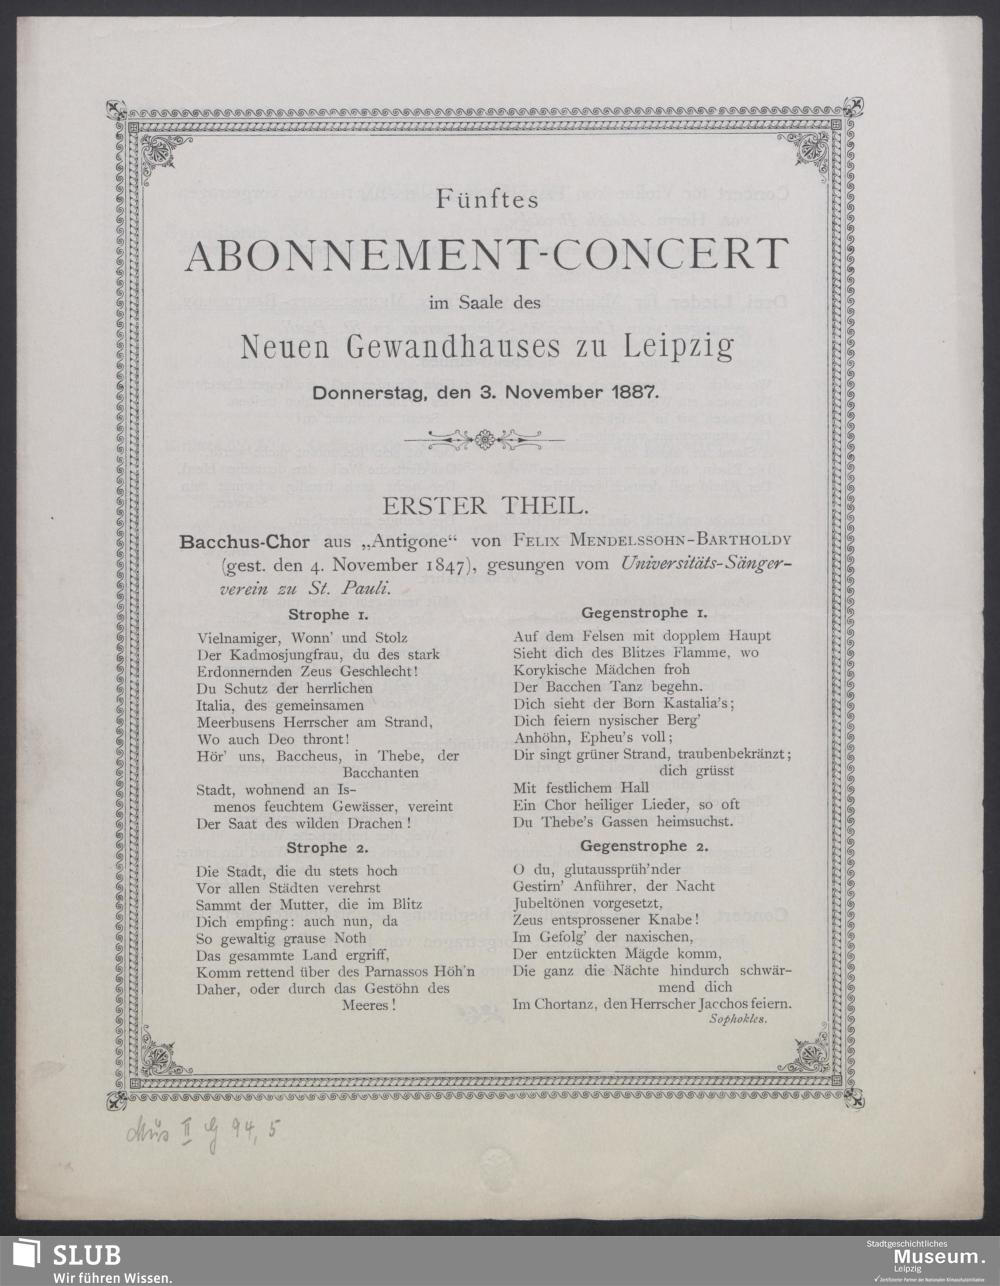 Fünftes
ABONNEMENT-CONCERT
im Saale des
Neuen Gewandhauses zu Leipzig
Donnerstag, den 3. November 1887.
ERSTER THEIL.
Bacchus-Chor aus „Antigone“ von FELIX MENDELSSOHN-BARTHOLDY
(gest. den 4. November 1847), gesungen vom Universitäts-Sänger-
verein zu St. Pauli.
Strophe 1.
Vielnamiger, Wonn' und Stolz
Der Kadmosjungfrau, du des stark
Erdonnernden Zeus Geschlecht!
Du Schutz der herrlichen
Italia, des gemeinsamen
Meerbusens Herrscher am Strand,
Wo auch Deo thront!
Hör' uns, Baccheus, in Thebe, der
Bacchanten
Stadt, wohnend an Is-
menos feuchtem Gewässer, vereint
Der Saat des wilden Drachen!
Strophe 2.
Die Stadt, die du stets hoch
Vor allen Städten verehrst
Sammt der Mutter, die im Blitz
Dich empfing: auch nun, da
So gewaltig grause Noth
Das gesammte Land ergriff,
Komm rettend über des Parnassos Höh'n
Daher, oder durch das Gestöhn des
Meeres!
Gegenstrophe 1.
Auf dem Felsen mit dopplem Haupt
Sieht dich des Blitzes Flamme, wo
Korykische Mädchen froh
Der Bacchen Tanz begehn.
Dich sieht der Born Kastalia's;
Dich feiern nysischer Berg'
Anhöhn, Epheu's voll;
Dir singt grüner Strand, traubenbekränzt;
dich grüsst
Mit festlichem Hall
Ein Chor heiliger Lieder, so oft
Du Thebe's Gassen heimsuchst.
Gegenstrophe 2.
O du, glutaussprüh'nder
Gestirn' Anführer, der Nacht
Jubeltönen vorgesetzt,
Zeus entsprossener Knabe!
Im Gefolg' der naxischen,
Der entzückten Mägde komm,
Die ganz die Nächte hindurch schwär-
mend dich
Im Chortanz, den Herrscher Jacchos feiern.
Sophokles.
Mus II G 94, 5
SLUB
Wir führen Wissen.
Stadtgeschichtliches
Museum.
Leipzig
Zertifizierter Partner der Nationalen Klimaschutzinitiative